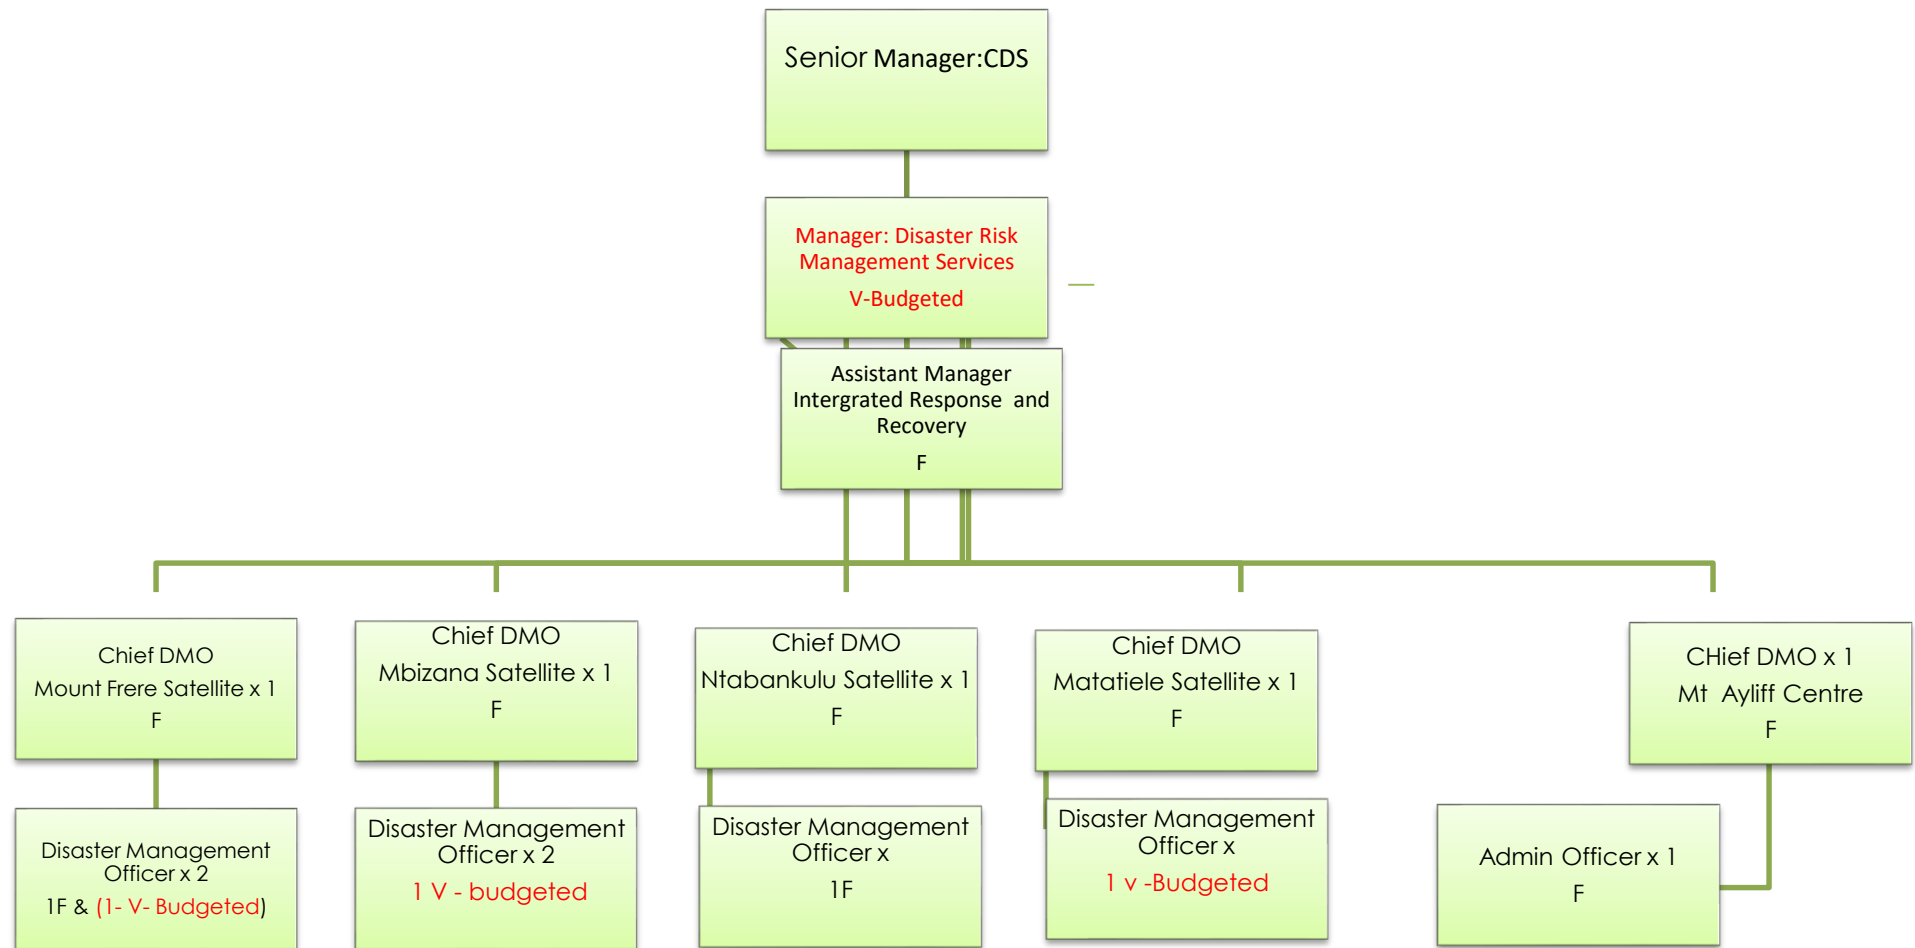 Senior Manager:CDS
Manager: Disaster Risk
Management Services
V-Budgeted
Assistant Manager
Intergrated Response and
Recovery
F
Chief DMO
Mount Frere Satellite x 1
F
Chief DMO
Mbizana Satellite x 1
F
Chief DMO
Ntabankulu Satellite x 1
F
Chief DMO
Matatiele Satellite x 1
F
CHief DMO x 1
Mt Ayliff Centre
F
Disaster Management
Officer x 2
1F & (1- V- Budgeted)
Disaster Management
Officer x 2
1 V - budgeted
Disaster Management
Officer x
1F
Disaster Management
Officer x
1 v -Budgeted
Admin Officer x 1
F